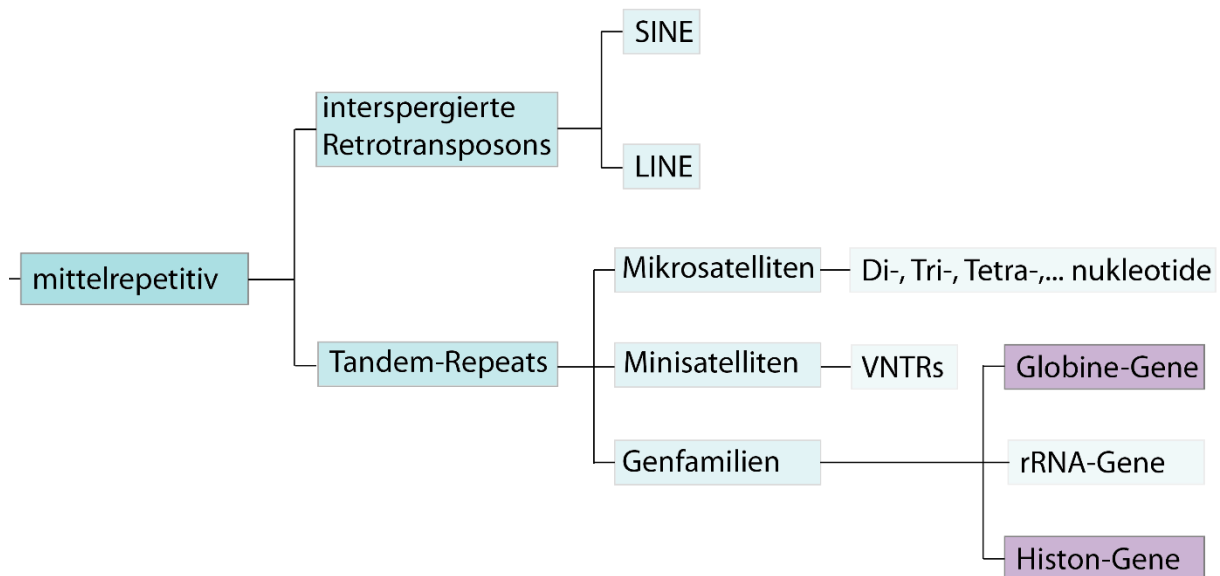 SINE
interspergierte
Retrotransposons
LINE
mittelrepetitiv
Mikrosatelliten
Di-, Tri-, Tetra-,... nukleotide
Tandem-Repeats
Minisatelliten
VNTRs
Globine-Gene
Genfamilien
rRNA-Gene
Histon-Gene